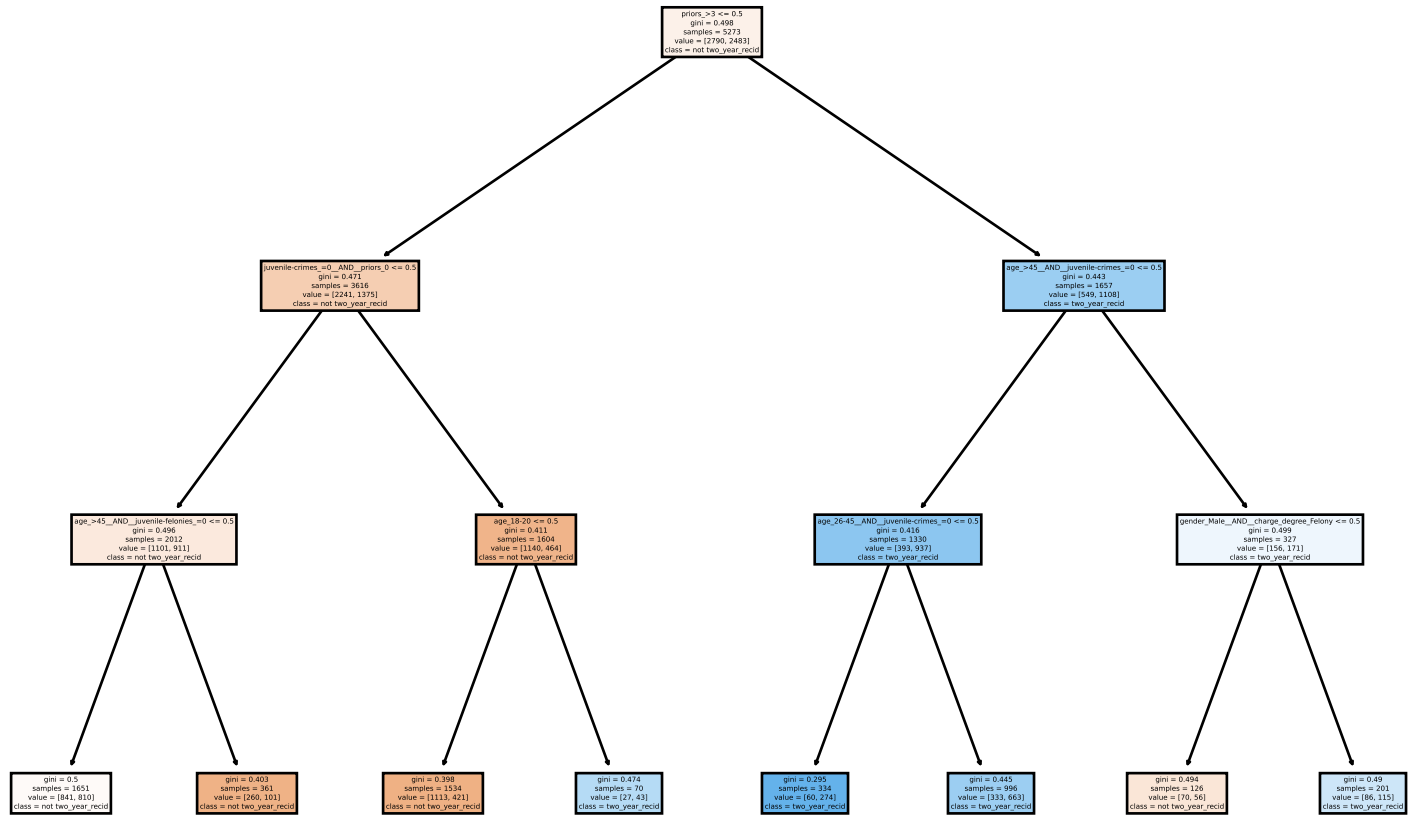 priors_>3 <= 0.5
gini = 0.498
samples = 5273
value = [2790, 2483]
class = not two_year_recid
juvenile-crimes_=0__AND__priors_0 <= 0.5
gini = 0.471
samples = 3616
value = [2241, 1375]
class = not two_year_recid
age_>45__AND__juvenile-crimes_=0 <= 0.5
gini = 0.443
samples = 1657
value = [549, 1108]
class = two_year_recid
age_>45__AND__juvenile-felonies_=0 <= 0.5
gini = 0.496
samples = 2012
value = [1101, 911]
class = not two_year_recid
age_18-20 <= 0.5
gini = 0.411
samples = 1604
value = [1140, 464]
class = not two_year_recid
age_26-45__AND__juvenile-crimes_=0 <= 0.5
gini = 0.416
samples = 1330
value = [393, 937]
class = two_year_recid
gender_Male__AND__charge_degree_Felony <= 0.5
gini = 0.499
samples = 327
value = [156, 171]
class = two_year_recid
gini = 0.5
samples = 1651
value = [841, 810]
class = not two_year_recid
gini = 0.403
samples = 361
value = [260, 101]
class = not two_year_recid
gini = 0.398
samples = 1534
value = [1113, 421]
class = not two_year_recid
gini = 0.474
samples = 70
value = [27, 43]
class = two_year_recid
gini = 0.295
samples = 334
value = [60, 274]
class = two_year_recid
gini = 0.445
samples = 996
value = [333, 663]
class = two_year_recid
gini = 0.494
samples = 126
value = [70, 56]
class = not two_year_recid
gini = 0.49
samples = 201
value = [86, 115]
class = two_year_recid